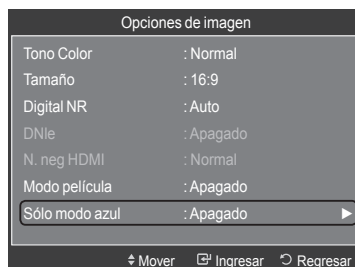 Opciones de imagen
Tono Color : Normal
Tamaño : 16:9
Digital NR : Auto
DNIe : Apagado
N. neg HDMI : Normal
Modo película : Apagado
Sólo modo azul : Apagado ►
Mover Ingresar Regresar